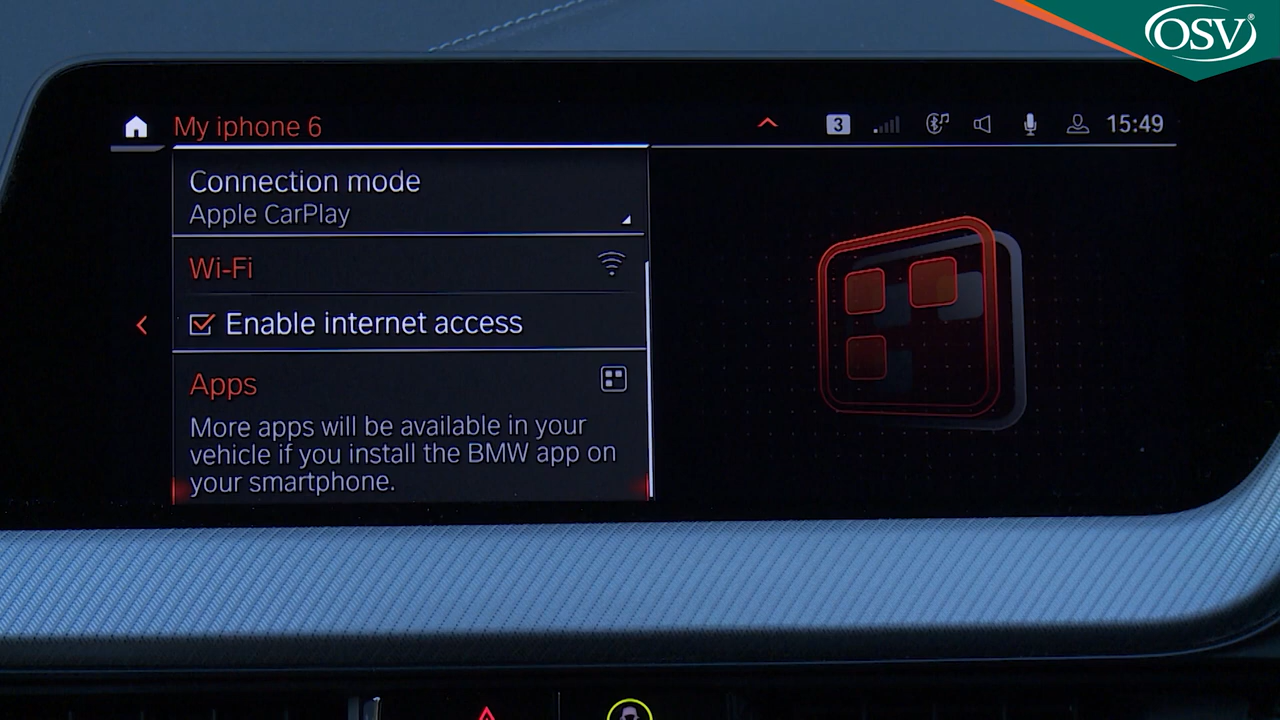 OSV®
My iphone 6
3
15:49
Connection mode
Apple CarPlay
Wi-Fi
Enable internet access
Apps
More apps will be available in your
vehicle if you install the BMW app on
your smartphone.